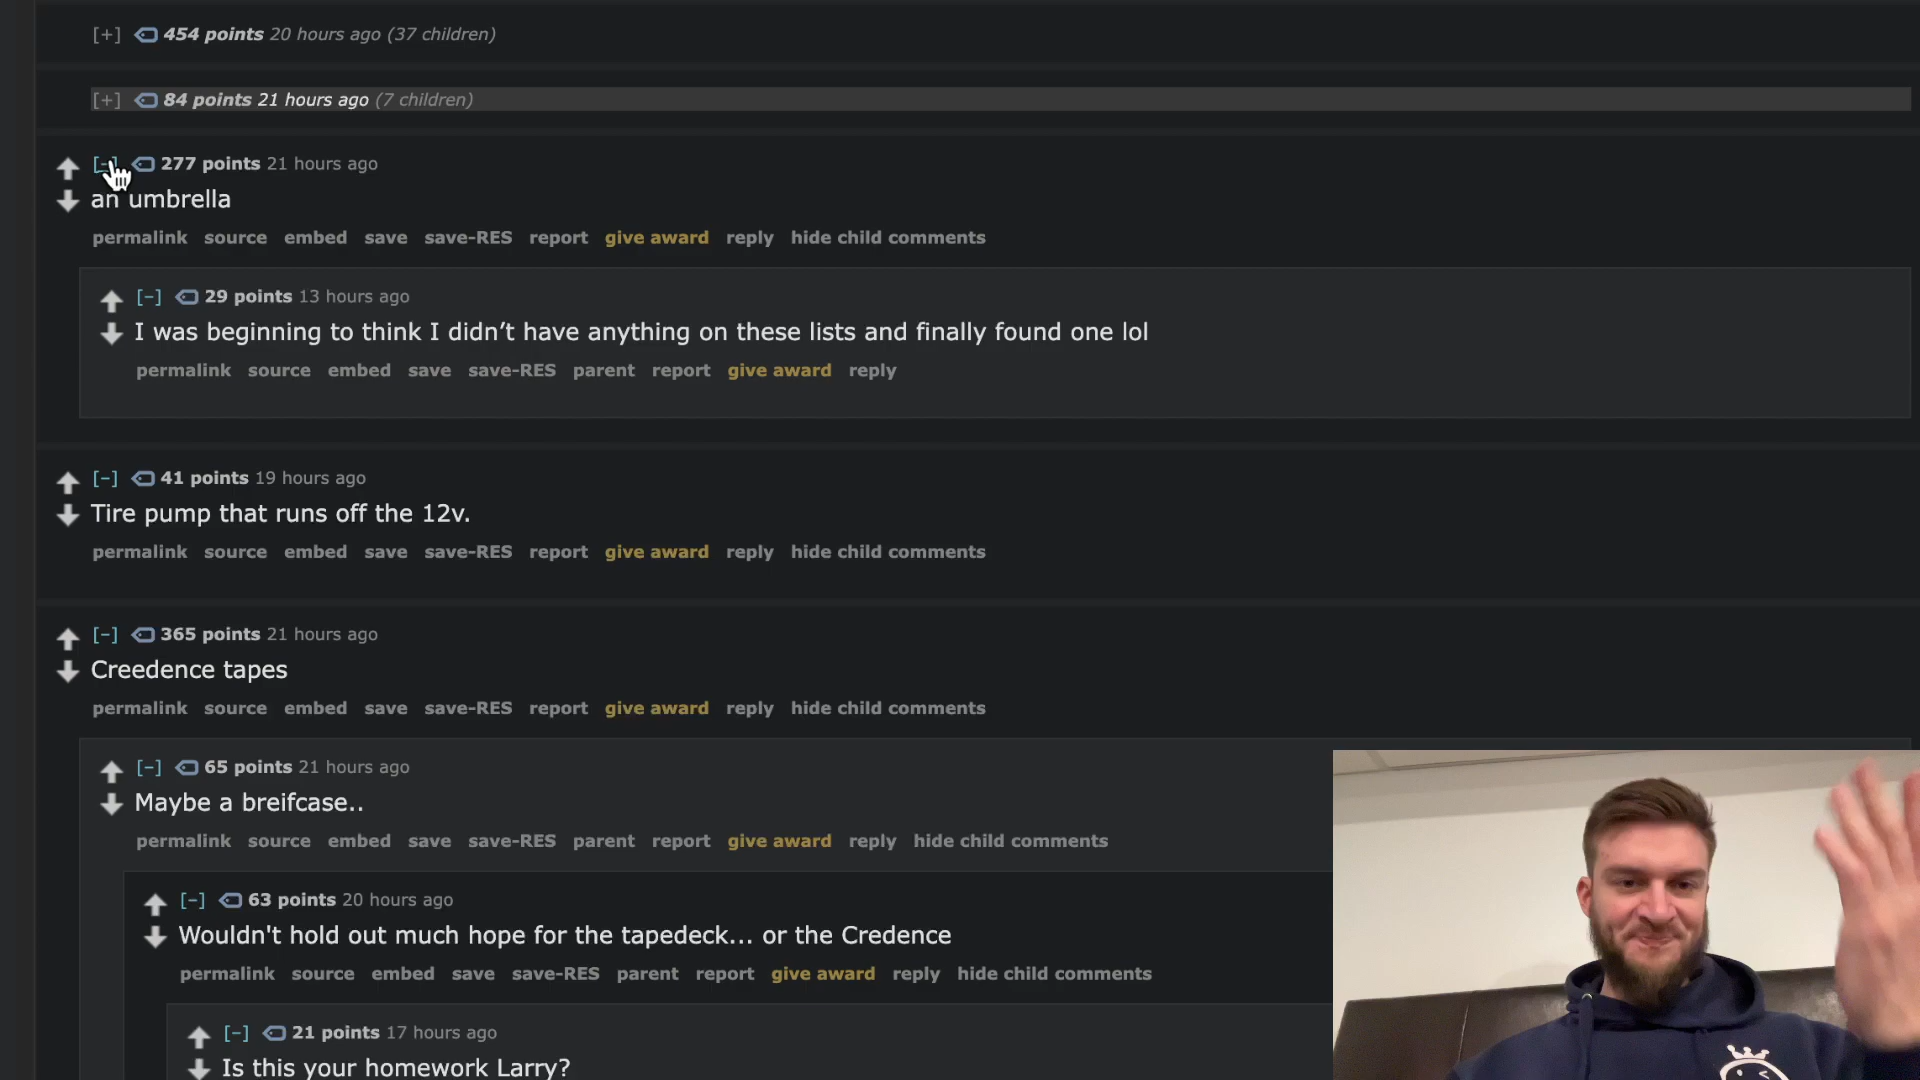 [+] 454 points 20 hours ago (37 children)
[+] 84 points 21 hours ago (7 children)
[-] 277 points 21 hours ago
an umbrella
permalink source embed save save-RES report give award reply hide child comments
[-] 29 points 13 hours ago
I was beginning to think I didn’t have anything on these lists and finally found one lol
permalink source embed save save-RES parent report give award reply
[-] 41 points 19 hours ago
Tire pump that runs off the 12v.
permalink source embed save save-RES report give award reply hide child comments
[-] 365 points 21 hours ago
Creedence tapes
permalink source embed save save-RES report give award reply hide child comments
[-] 65 points 21 hours ago
Maybe a breifcase..
permalink source embed save save-RES parent report give award reply hide child comments
[-] 63 points 20 hours ago
Wouldn't hold out much hope for the tapedeck... or the Credence
permalink source embed save save-RES parent report give award reply hide child comments
[-] 21 points 17 hours ago
Is this your homework Larry?